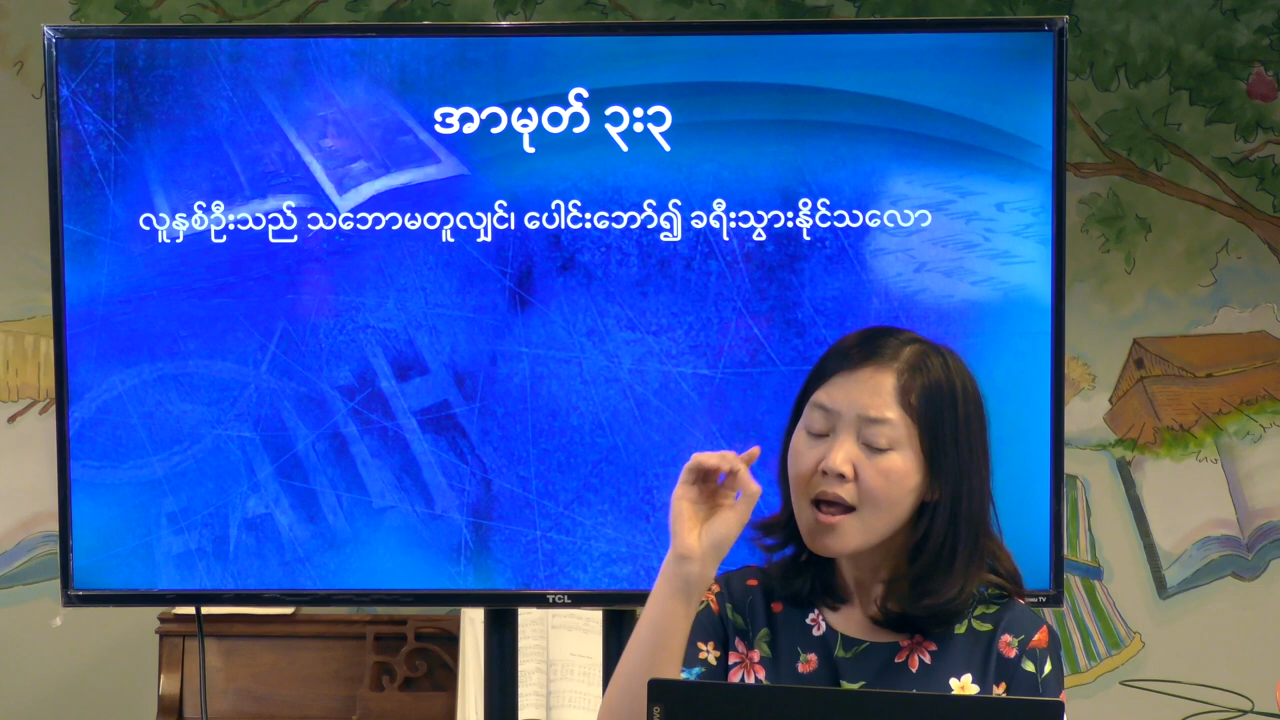 အာမုတ် ၃း၃
လူနှစ်ဦးသည် သဘောမတူလျှင်၊ ပေါင်းဘော်၍ ခရီးသွားနိုင်သလော
TCL